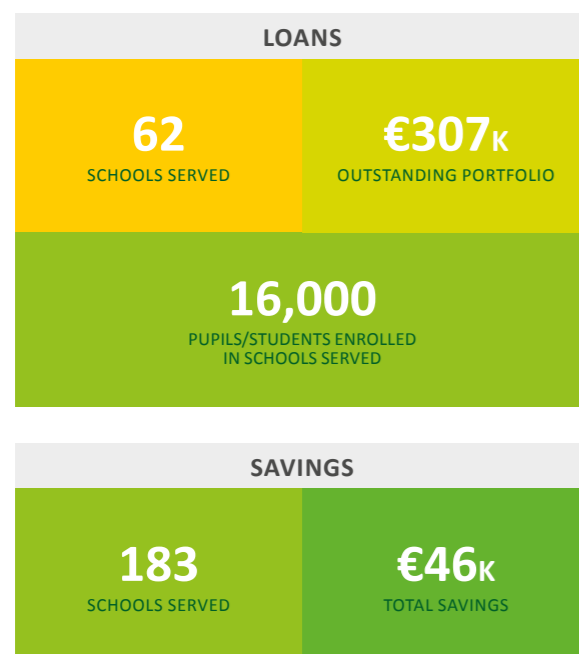 LOANS
62
SCHOOLS SERVED
€307K
OUTSTANDING PORTFOLIO
16,000
PUPILS/STUDENTS ENROLLED
IN SCHOOLS SERVED
SAVINGS
183
SCHOOLS SERVED
€46K
TOTAL SAVINGS